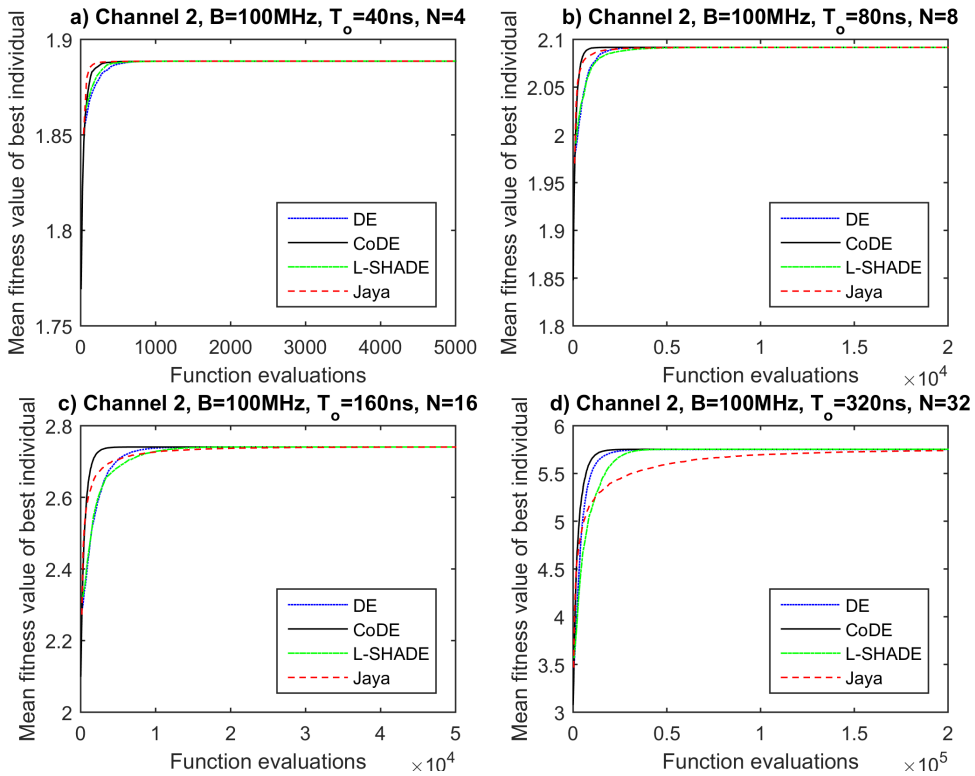 a) Channel 2, B=100MHz, T_o=40ns, N=4
Mean fitness value of best individual
1.9
1.85
1.8
1.75
DE
CoDE
L-SHADE
Jaya
0 1000 2000 3000 4000 5000
Function evaluations
b) Channel 2, B=100MHz, T_o=80ns, N=8
Mean fitness value of best individual
2.1
2.05
2
1.95
1.9
1.85
1.8
DE
CoDE
L-SHADE
Jaya
0 0.5 1 1.5 2
Function evaluations
×10^4
c) Channel 2, B=100MHz, T_o=160ns, N=16
Mean fitness value of best individual
2.8
2.6
2.4
2.2
2
DE
CoDE
L-SHADE
Jaya
0 1 2 3 4 5
Function evaluations
×10^4
d) Channel 2, B=100MHz, T_o=320ns, N=32
Mean fitness value of best individual
6
5.5
5
4.5
4
3.5
3
DE
CoDE
L-SHADE
Jaya
0 0.5 1 1.5 2
Function evaluations
×10^5